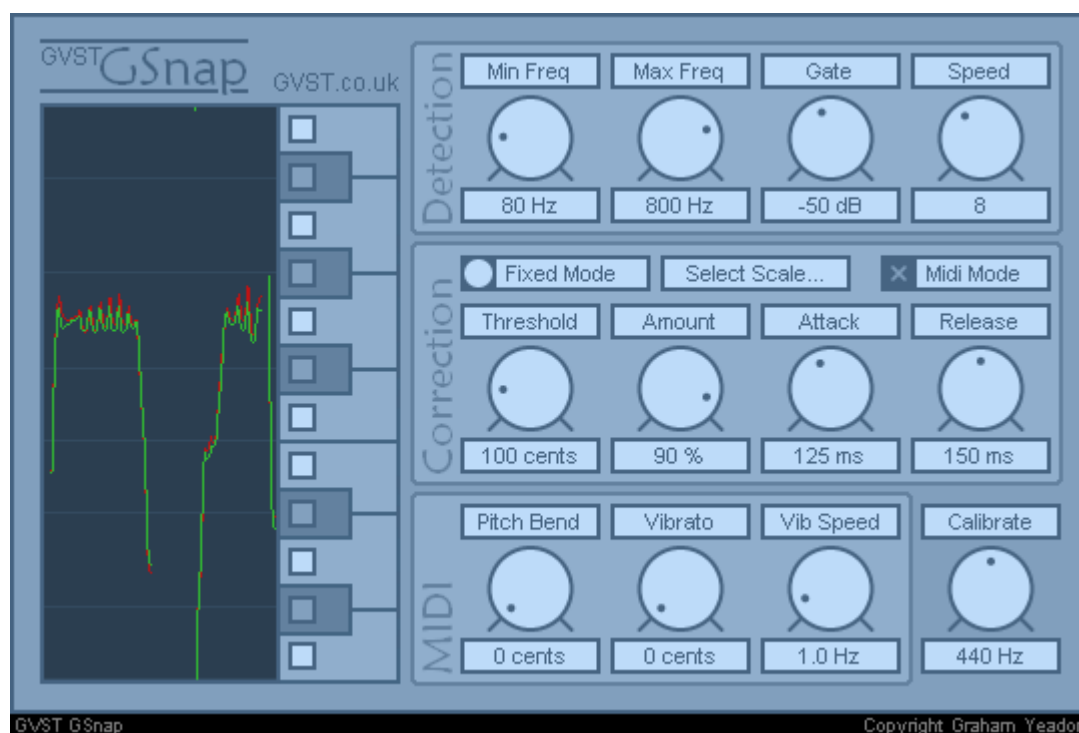 GVST GSnap
GVST.co.uk
Detection
Min Freq
Max Freq
Gate
Speed
80 Hz
800 Hz
-50 dB
8
Correction
Fixed Mode
Select Scale...
Midi Mode
Threshold
Amount
Attack
Release
100 cents
90 %
125 ms
150 ms
MIDI
Pitch Bend
Vibrato
Vib Speed
Calibrate
0 cents
0 cents
1.0 Hz
440 Hz
GVST GSnap
Copyright Graham Yeadon